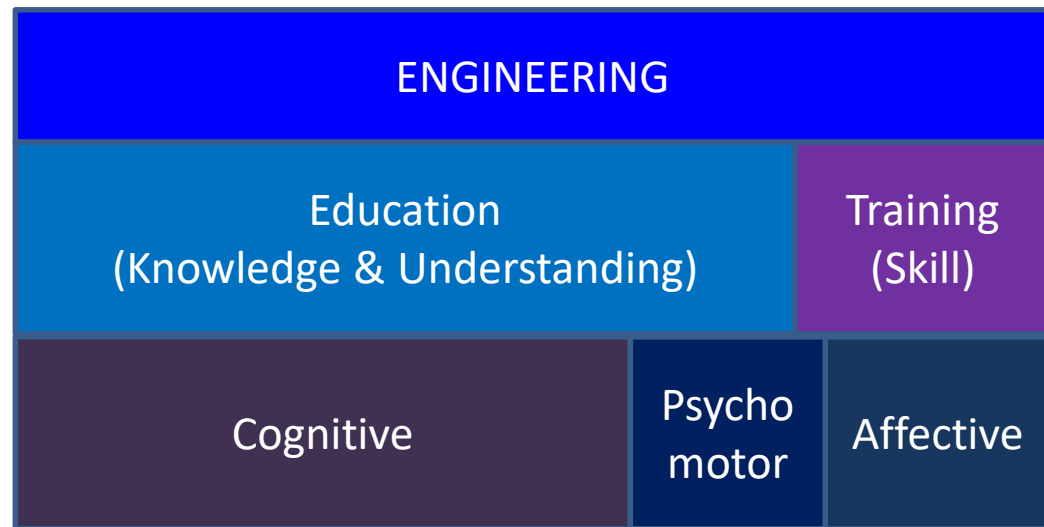 ENGINEERING
Education
(Knowledge & Understanding)
Training
(Skill)
Cognitive
Psycho
motor
Affective